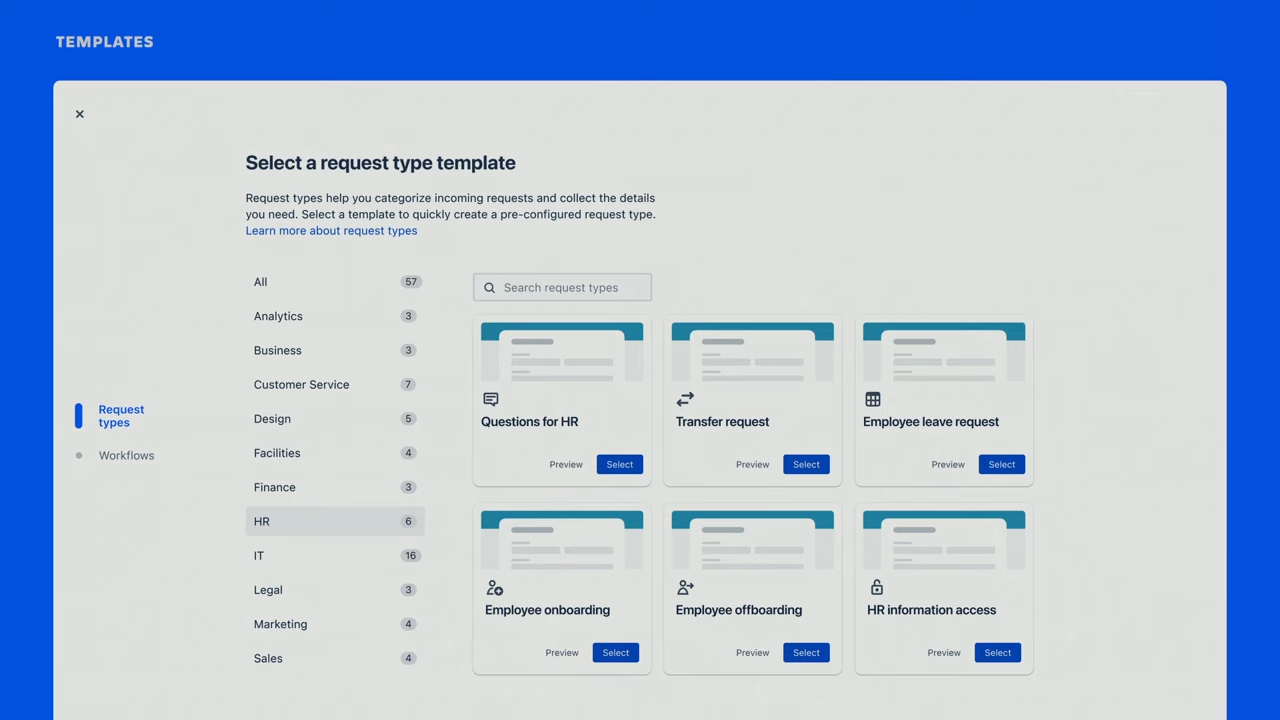 TEMPLATES
Select a request type template
Request types help you categorize incoming requests and collect the details
you need. Select a template to quickly create a pre-configured request type.
Learn more about request types
Request
types
Workflows
All 57
Analytics 3
Business 3
Customer Service 7
Design 5
Facilities 4
Finance 3
HR 6
IT 16
Legal 3
Marketing 4
Sales 4
Search request types
Questions for HR
Preview Select
Transfer request
Preview Select
Employee leave request
Preview Select
Employee onboarding
Preview Select
Employee offboarding
Preview Select
HR information access
Preview Select